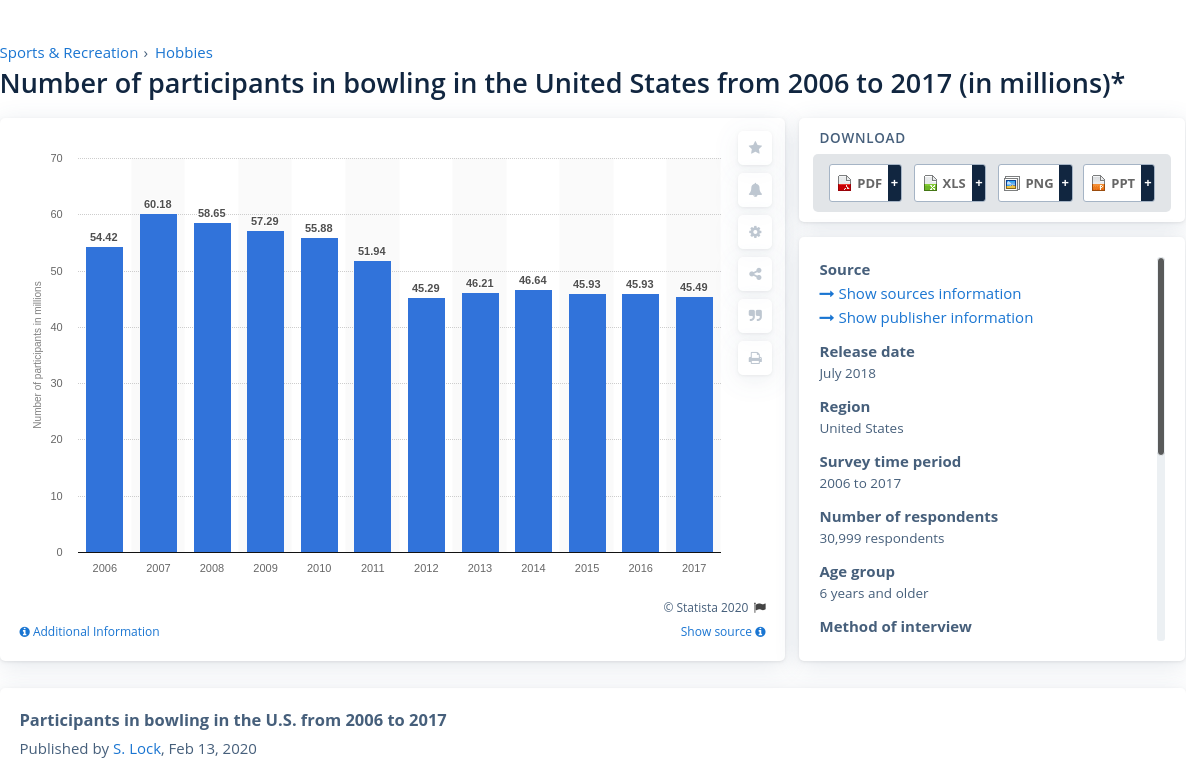 Sports & Recreation › Hobbies
Number of participants in bowling in the United States from 2006 to 2017 (in millions)*
Number of participants in millions
70
60
50
40
30
20
10
0
54.42
60.18
58.65
57.29
55.88
51.94
45.29
46.21
46.64
45.93
45.93
45.49
2006 2007 2008 2009 2010 2011 2012 2013 2014 2015 2016 2017
© Statista 2020
Additional Information
Show source
DOWNLOAD
PDF + XLS + PNG + PPT +
Source
Show sources information
Show publisher information
Release date
July 2018
Region
United States
Survey time period
2006 to 2017
Number of respondents
30,999 respondents
Age group
6 years and older
Method of interview
Participants in bowling in the U.S. from 2006 to 2017
Published by S. Lock, Feb 13, 2020